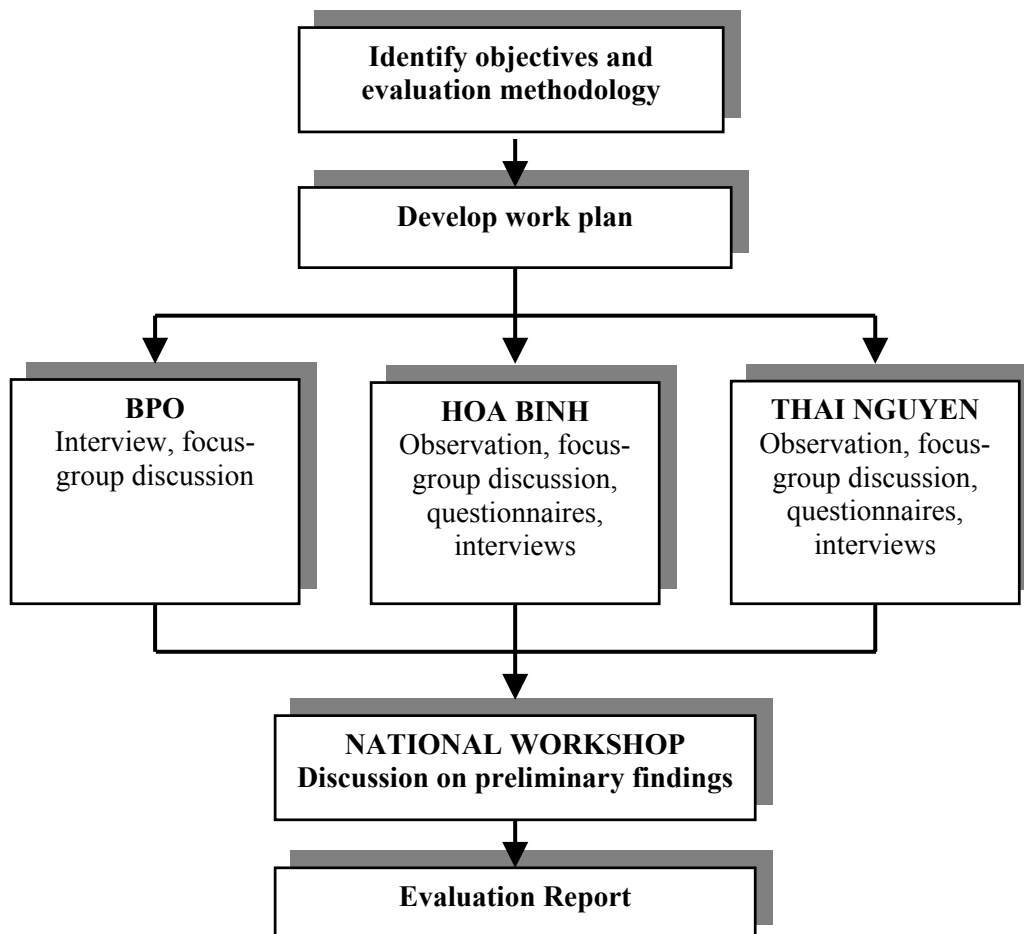 Identify objectives and
evaluation methodology
Develop work plan
BPO
Interview, focus-
group discussion
HOA BINH
Observation, focus-
group discussion,
questionnaires,
interviews
THAI NGUYEN
Observation, focus-
group discussion,
questionnaires,
interviews
NATIONAL WORKSHOP
Discussion on preliminary findings
Evaluation Report